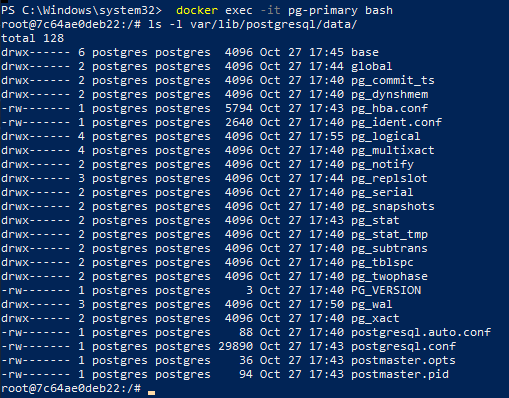 PS C:\Windows\system32>  docker exec -it pg-primary bash
root@7c64ae0deb22:/# ls -l var/lib/postgresql/data/
total 128
drwx------ 6 postgres postgres  4096 Oct 27 17:45 base
drwx------ 2 postgres postgres  4096 Oct 27 17:44 global
drwx------ 2 postgres postgres  4096 Oct 27 17:40 pg_commit_ts
drwx------ 2 postgres postgres  4096 Oct 27 17:40 pg_dynshmem
-rw------- 1 postgres postgres  5794 Oct 27 17:43 pg_hba.conf
-rw------- 1 postgres postgres  2640 Oct 27 17:40 pg_ident.conf
drwx------ 4 postgres postgres  4096 Oct 27 17:55 pg_logical
drwx------ 4 postgres postgres  4096 Oct 27 17:40 pg_multixact
drwx------ 2 postgres postgres  4096 Oct 27 17:40 pg_notify
drwx------ 3 postgres postgres  4096 Oct 27 17:44 pg_replslot
drwx------ 2 postgres postgres  4096 Oct 27 17:40 pg_serial
drwx------ 2 postgres postgres  4096 Oct 27 17:40 pg_snapshots
drwx------ 2 postgres postgres  4096 Oct 27 17:43 pg_stat
drwx------ 2 postgres postgres  4096 Oct 27 17:40 pg_stat_tmp
drwx------ 2 postgres postgres  4096 Oct 27 17:40 pg_subtrans
drwx------ 2 postgres postgres  4096 Oct 27 17:40 pg_tblspc
drwx------ 2 postgres postgres  4096 Oct 27 17:40 pg_twophase
-rw------- 1 postgres postgres     3 Oct 27 17:40 PG_VERSION
drwx------ 3 postgres postgres  4096 Oct 27 17:50 pg_wal
drwx------ 2 postgres postgres  4096 Oct 27 17:40 pg_xact
-rw------- 1 postgres postgres    88 Oct 27 17:40 postgresql.auto.conf
-rw------- 1 postgres postgres 29890 Oct 27 17:43 postgresql.conf
-rw------- 1 postgres postgres    36 Oct 27 17:43 postmaster.opts
-rw------- 1 postgres postgres    94 Oct 27 17:43 postmaster.pid
root@7c64ae0deb22:/#